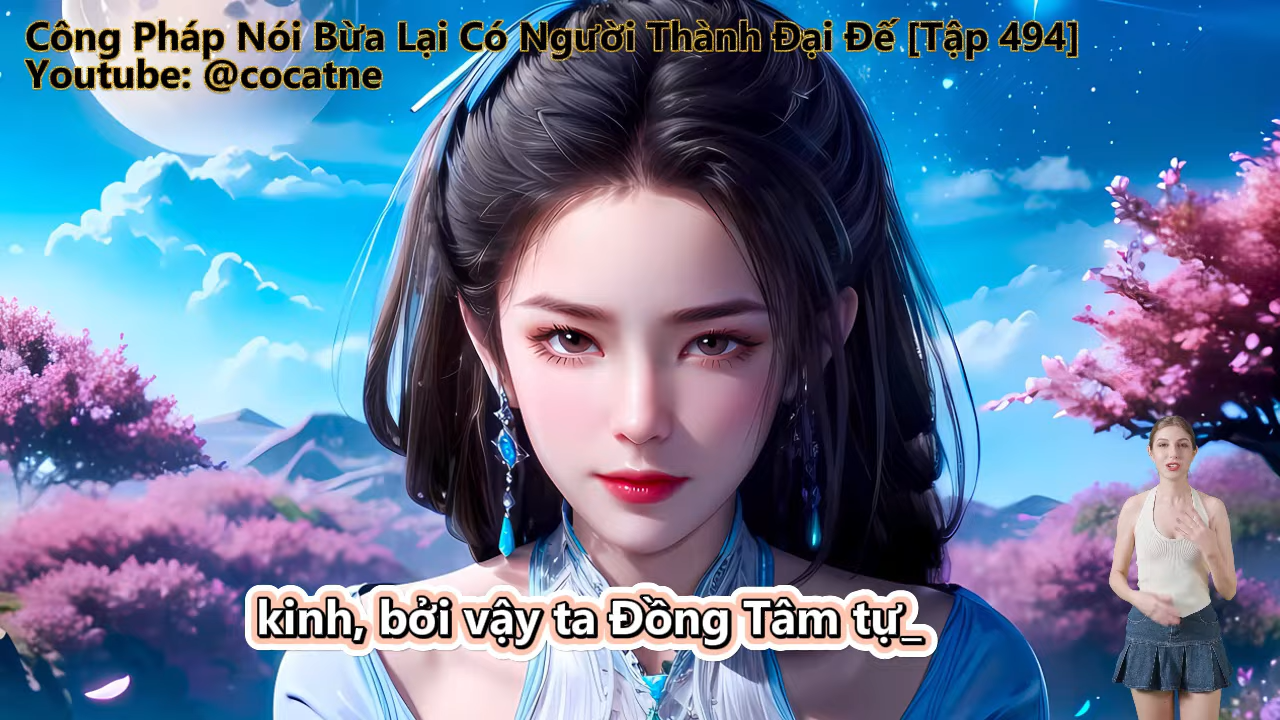 Công Pháp Nói Bừa Lại Có Người Thành Đại Đế [Tập 494]
Youtube: @cocatne
kinh, bởi vậy ta Đồng Tâm tự_